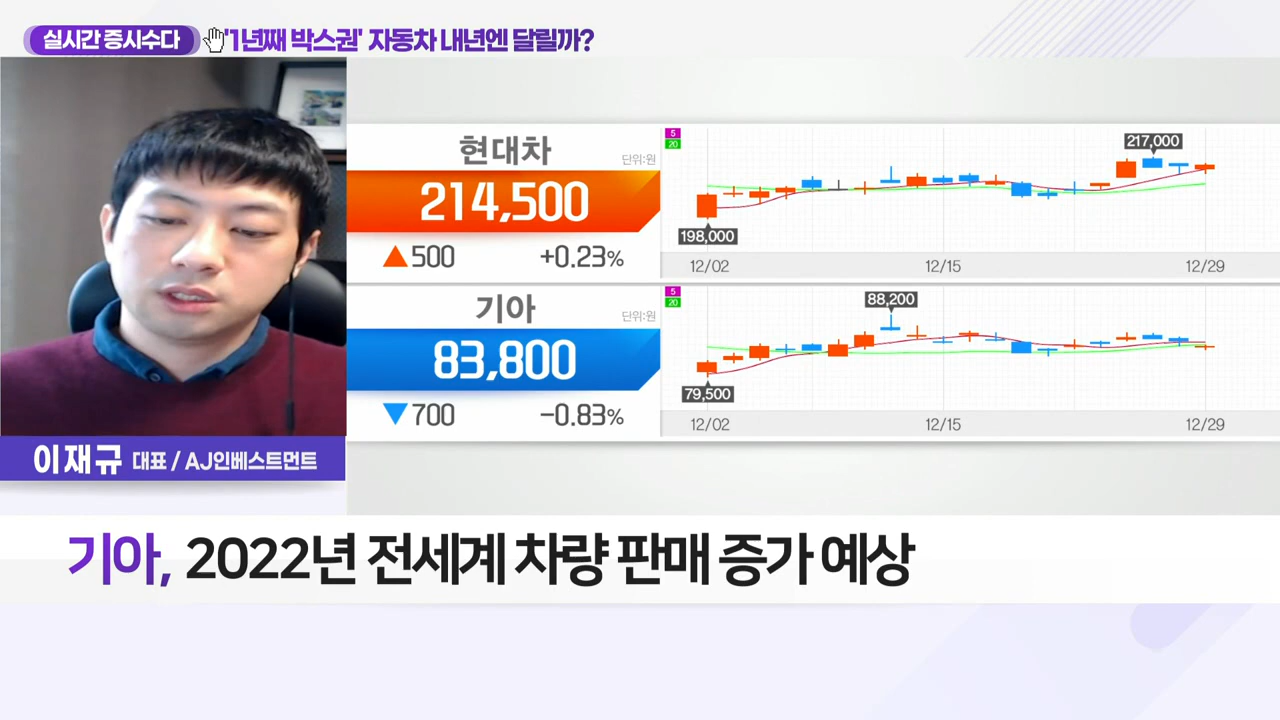 실시간 증시수다
'1년째 박스권' 자동차 내년엔 달릴까?
현대차
단위:원
214,500
▲500 +0.23%
5
20
217,000
198,000
12/02 12/15 12/29
기아
단위:원
83,800
▼700 -0.83%
5
20
88,200
79,500
12/02 12/15 12/29
이재규 대표 / AJ인베스트먼트
기아, 2022년 전세계 차량 판매 증가 예상